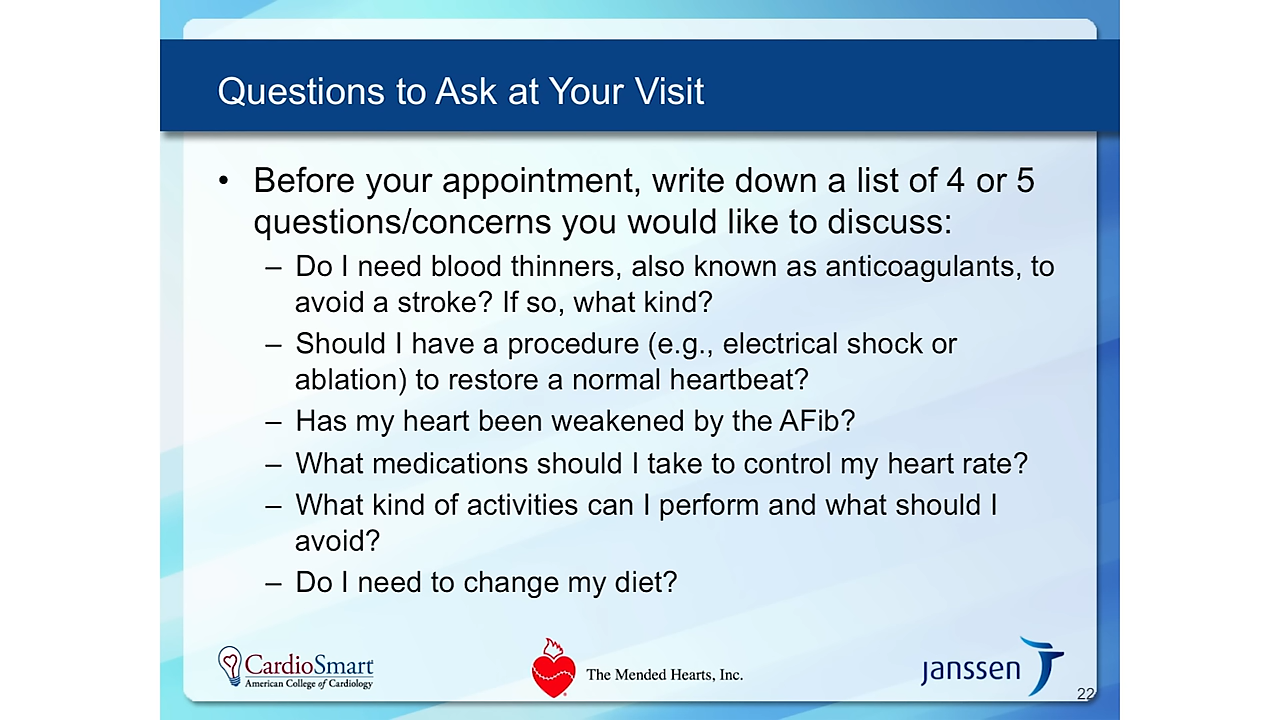 Questions to Ask at Your Visit
• Before your appointment, write down a list of 4 or 5
questions/concerns you would like to discuss:
– Do I need blood thinners, also known as anticoagulants, to
avoid a stroke? If so, what kind?
– Should I have a procedure (e.g., electrical shock or
ablation) to restore a normal heartbeat?
– Has my heart been weakened by the AFib?
– What medications should I take to control my heart rate?
– What kind of activities can I perform and what should I
avoid?
– Do I need to change my diet?
CardioSmart
American College of Cardiology
The Mended Hearts, Inc.
janssen
22